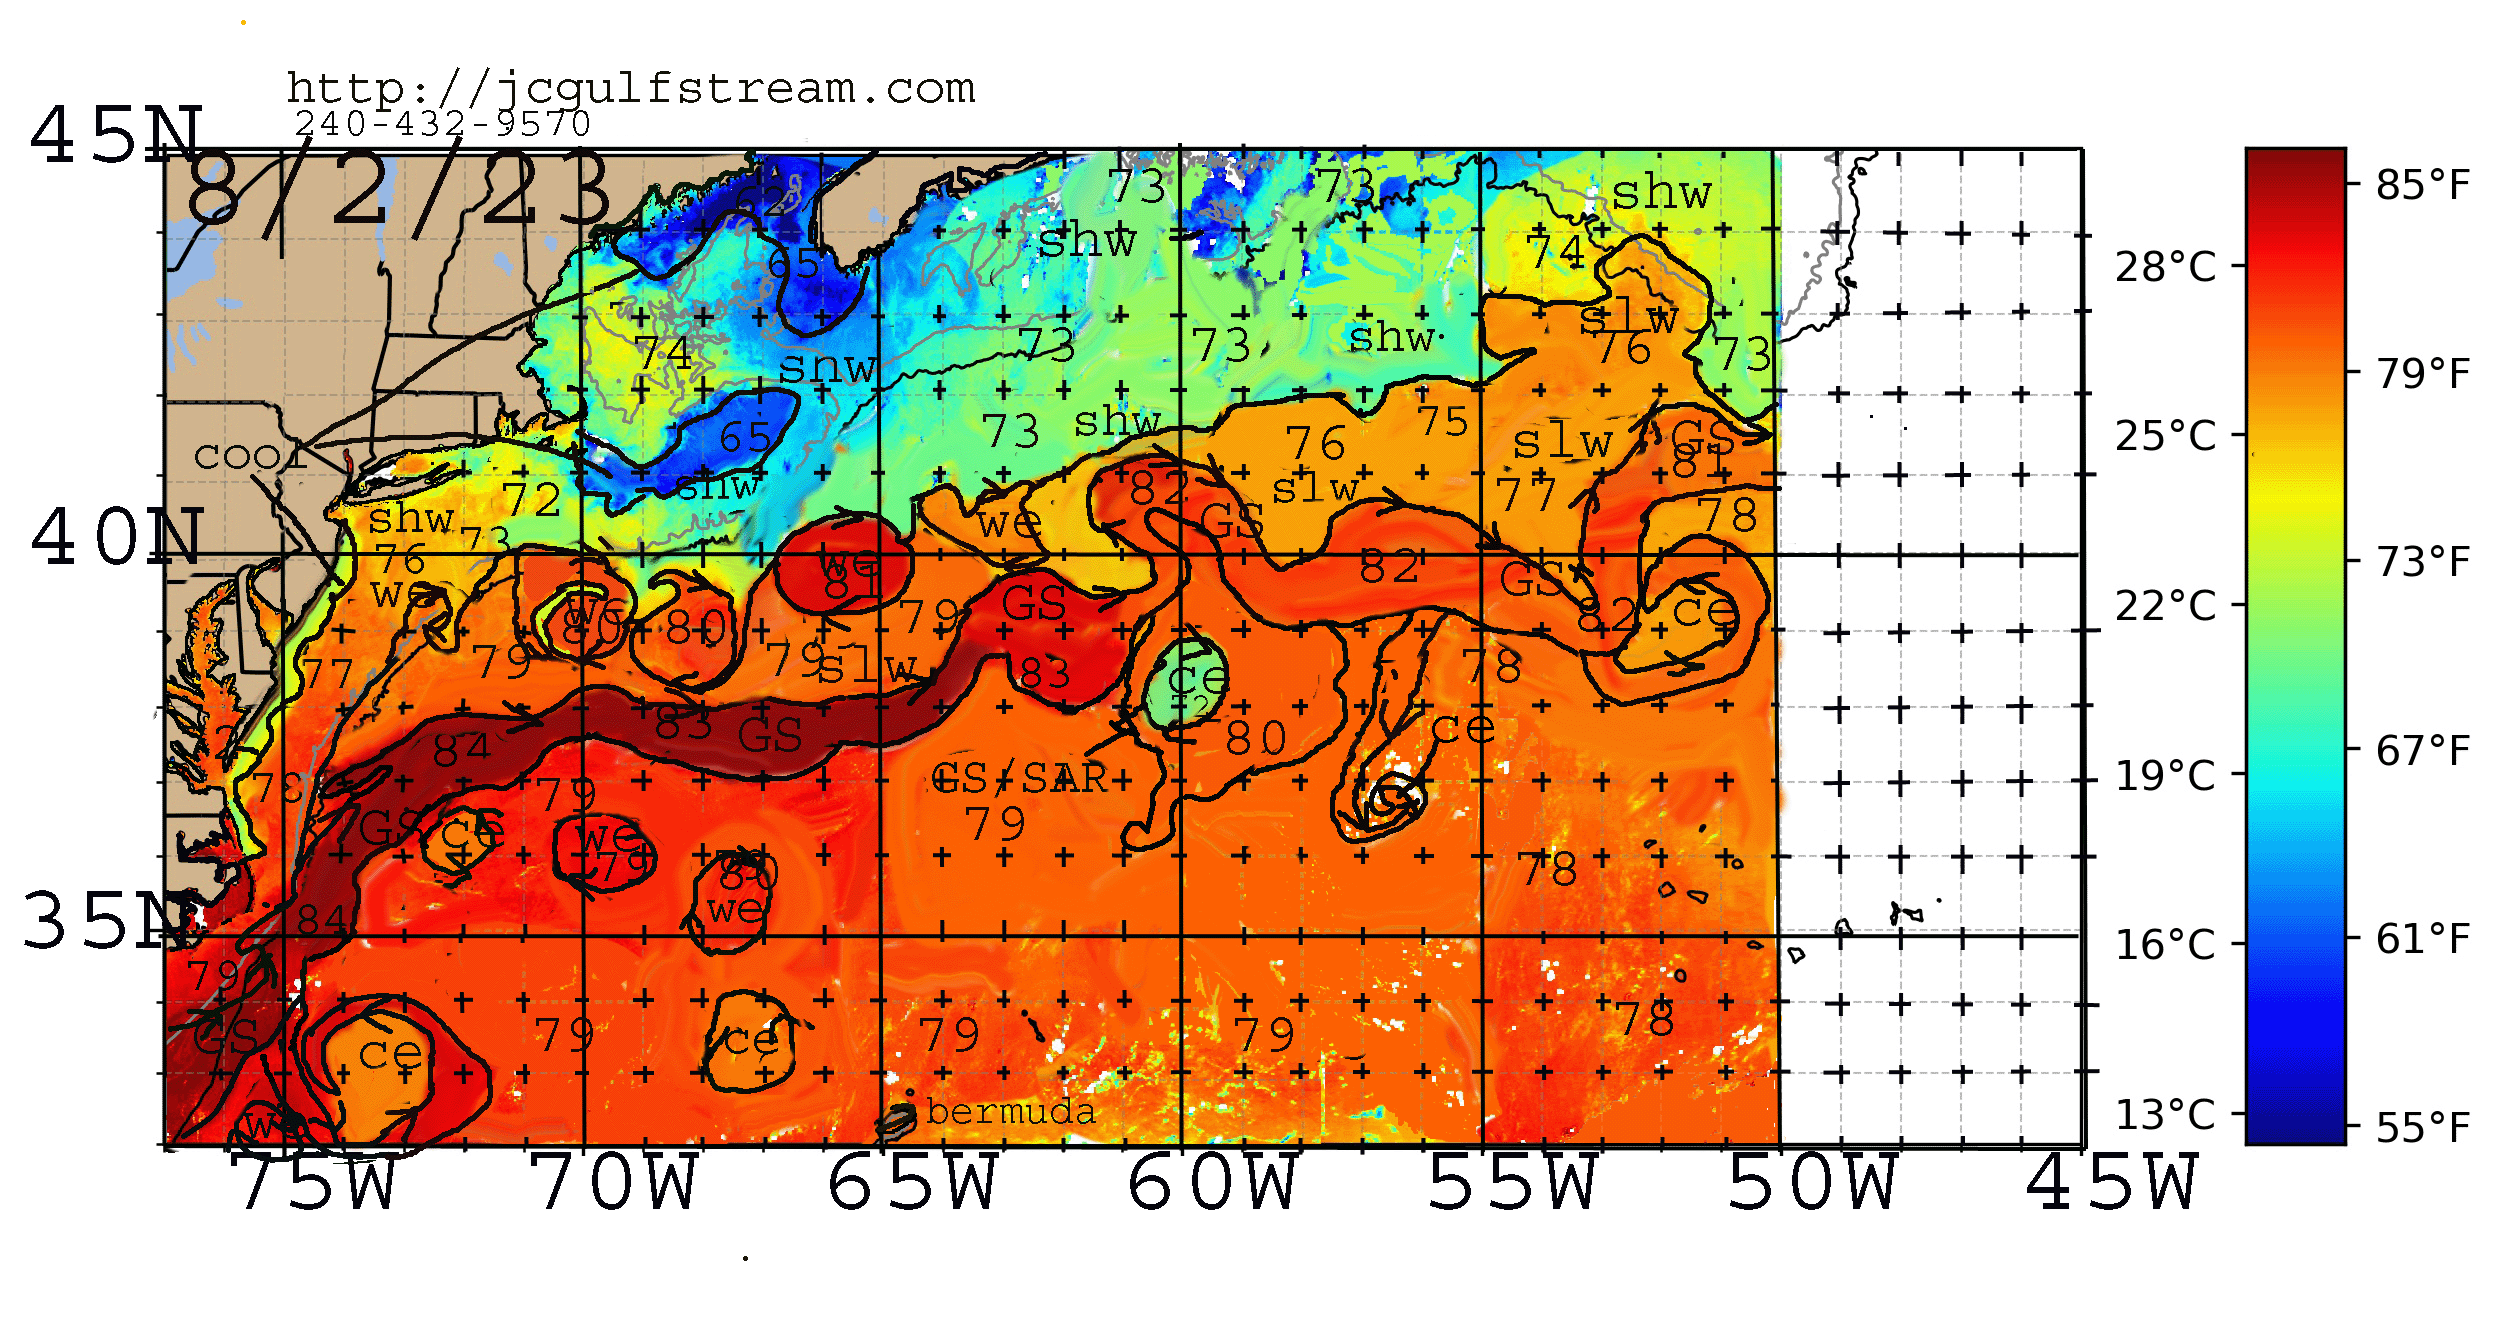 http://jcgulfstream.com
240-432-9570
45N
8/2/23
62
73
73
shw
shw
65
74
28°C
85°F
slw
76
73
73
shw
73
74
shw
79°F
25°C
cool
65
73
shw
76
75
slw
GS
81
shw
72
82
slw
77
78
shw
73
we
GS
40N
76
we
81
82
GS
73°F
22°C
we
we
80
80
79
GS
82
ce
77
79
79
slw
83
ce
72
78
84
83
GS
80
ce
67°F
19°C
78
79
GS/SAR
79
GS
ce
we
79
80
we
78
35N
84
16°C
61°F
79
GS
ce
79
ce
79
79
78
we
bermuda
13°C
55°F
75W
70W
65W
60W
55W
50W
45W